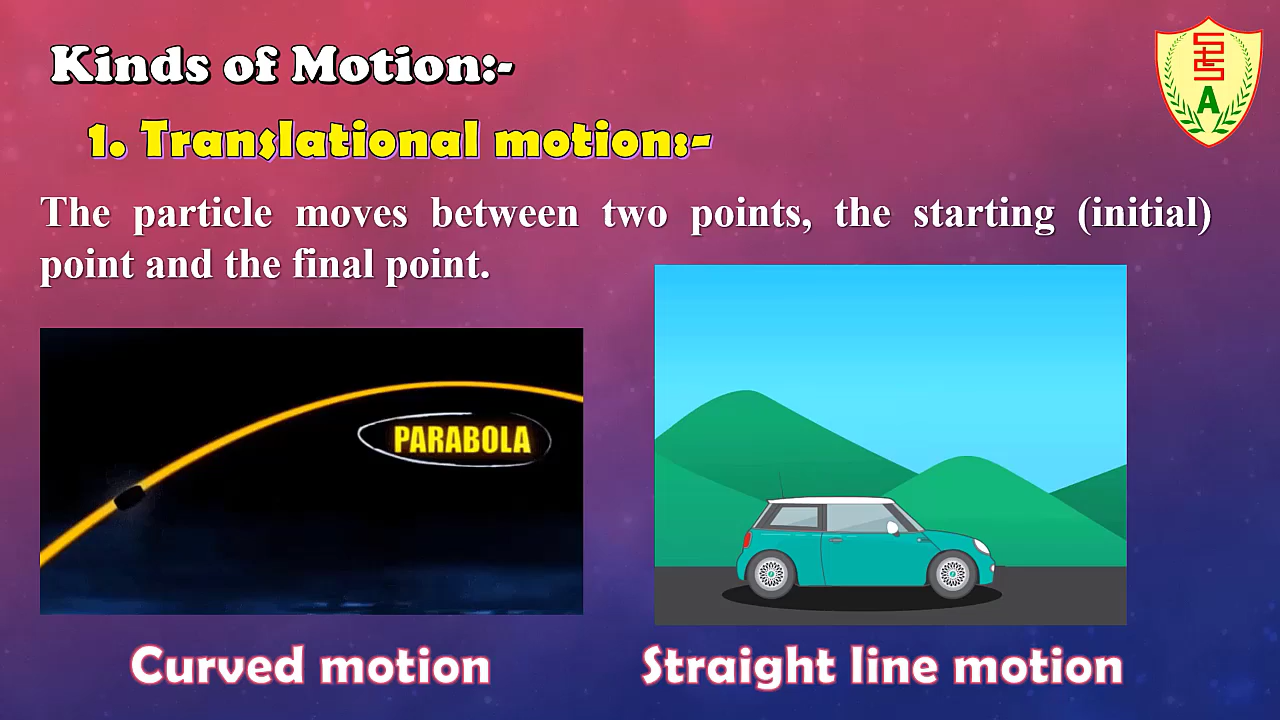 Kinds of Motion:-
1. Translational motion:-
The particle moves between two points, the starting (initial)
point and the final point.
PARABOLA
Curved motion
Straight line motion
A